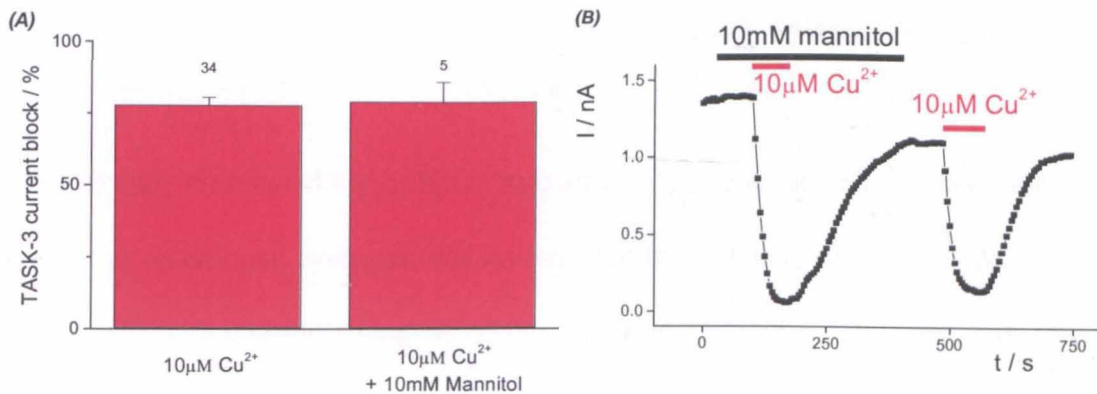 (A)
TASK-3 current block / %
100
50
0
34
5
10μM Cu²⁺
10μM Cu²⁺
+ 10mM Mannitol
(B)
10mM mannitol
10μM Cu²⁺
10μM Cu²⁺
I / nA
1.5
1.0
0.5
0.0
0
250
500
750
t / s